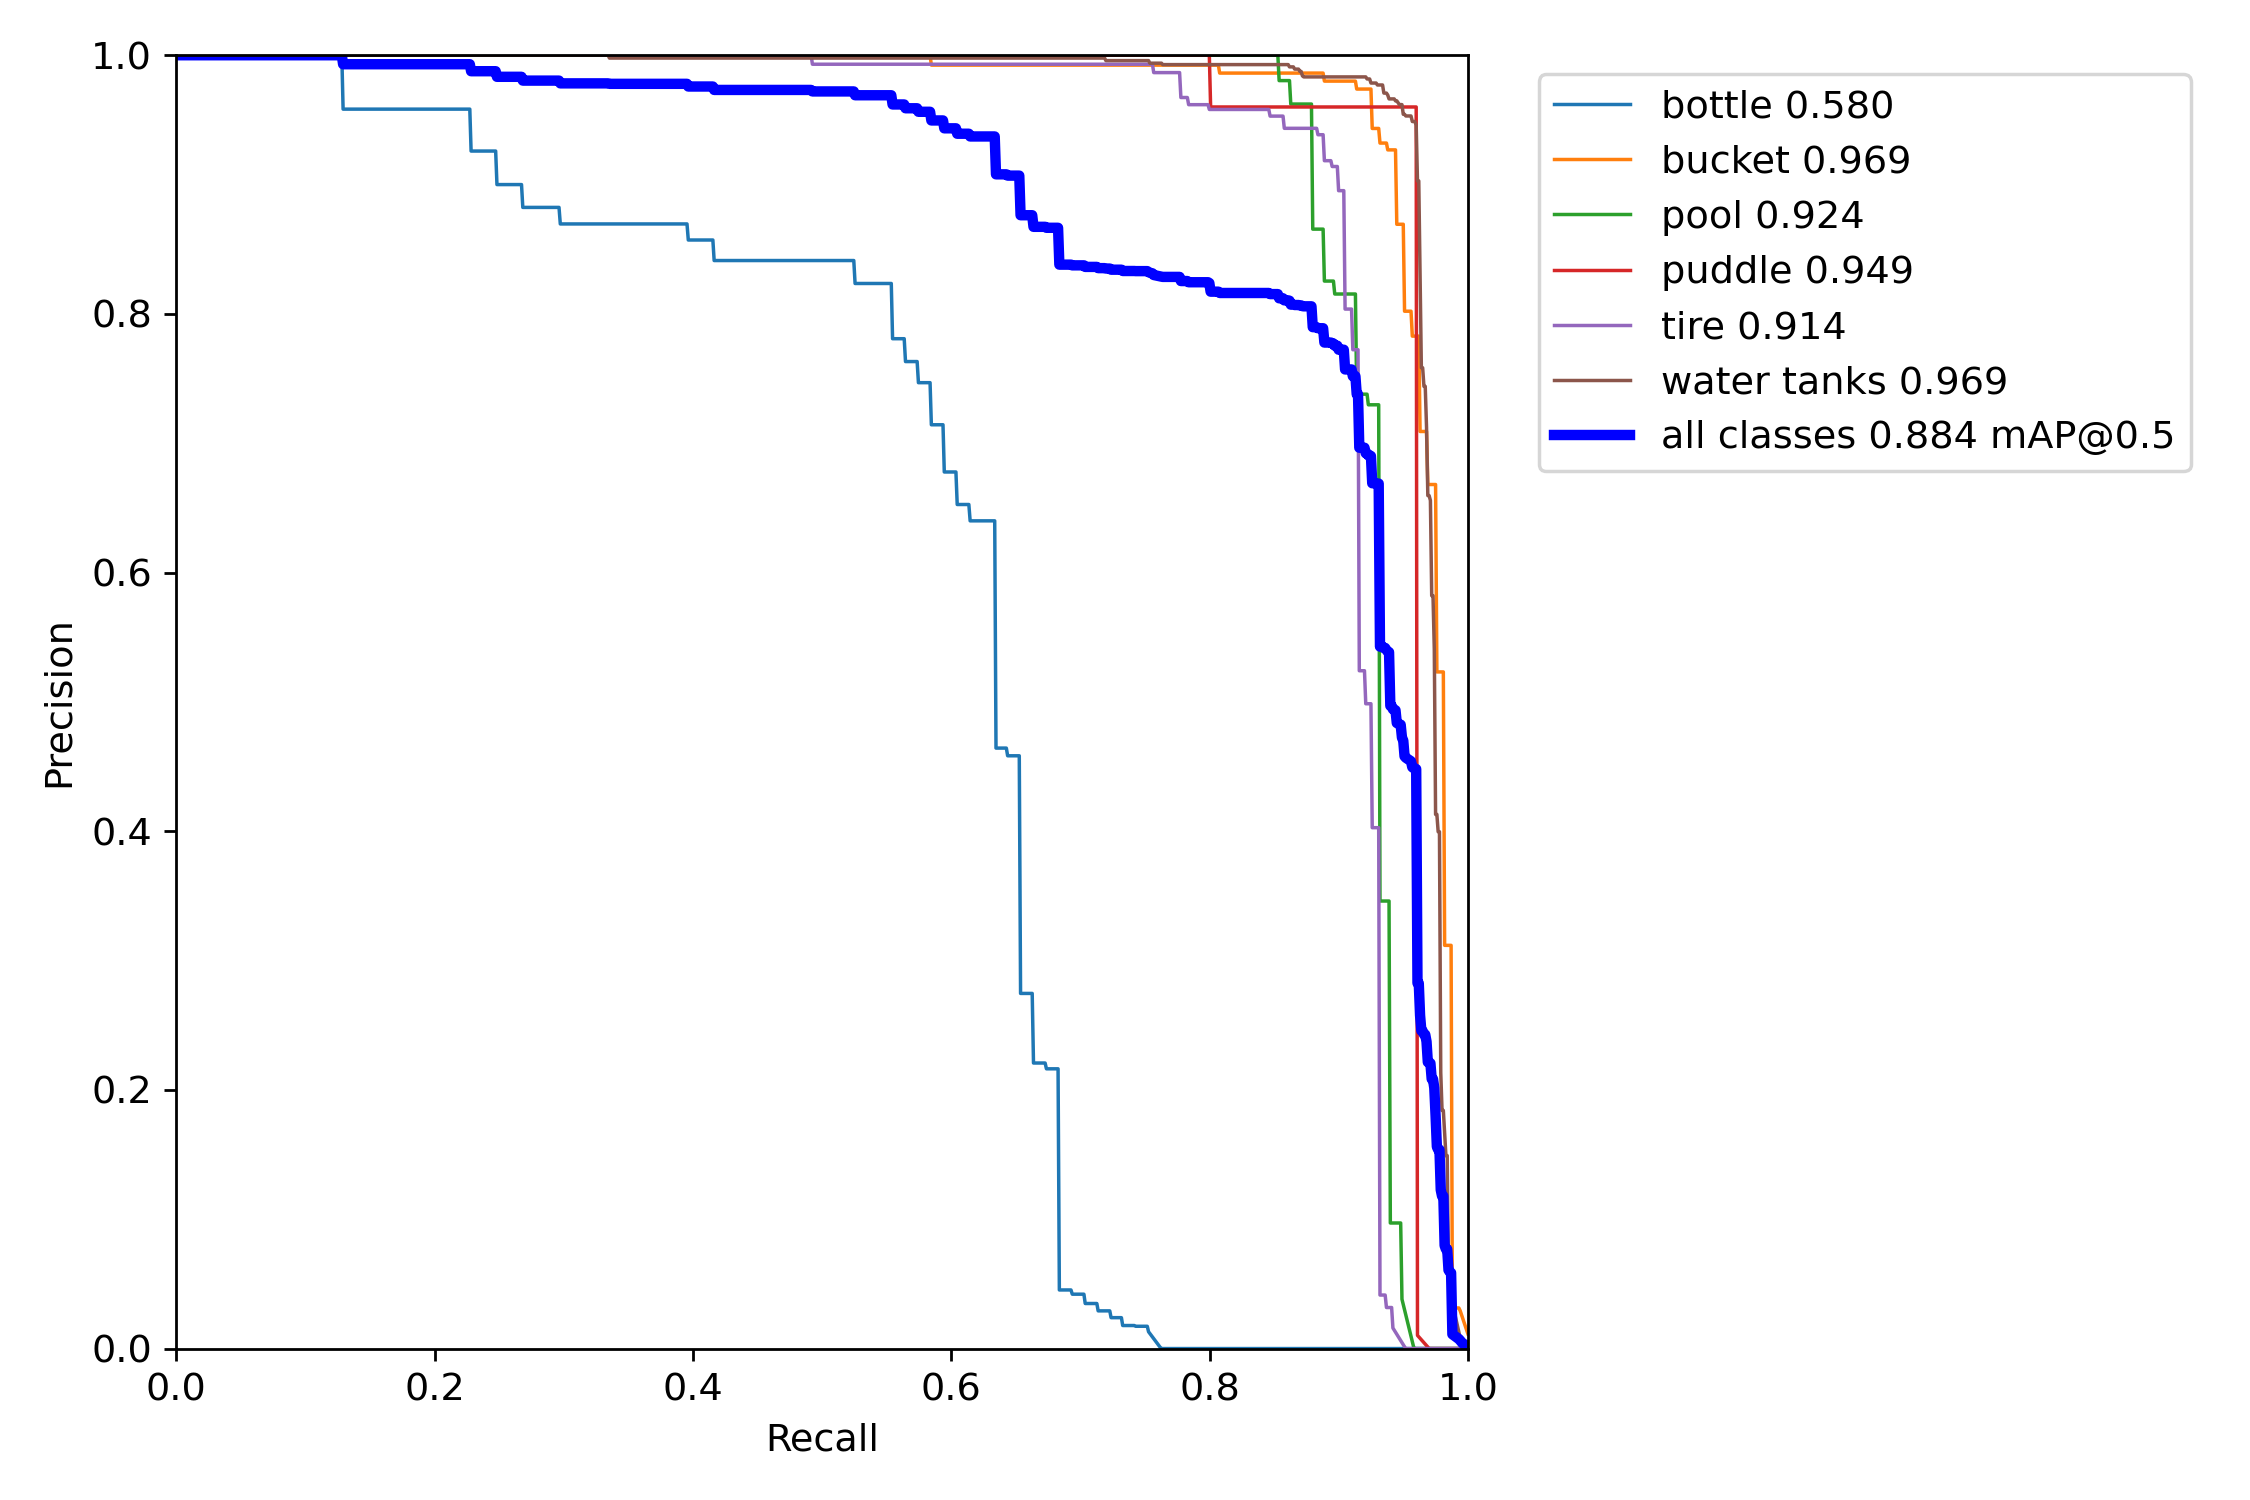 1.0
0.8
0.6
0.4
0.2
0.0
0.0 0.2 0.4 0.6 0.8 1.0
Precision
Recall
bottle 0.580
bucket 0.969
pool 0.924
puddle 0.949
tire 0.914
water tanks 0.969
all classes 0.884 mAP@0.5